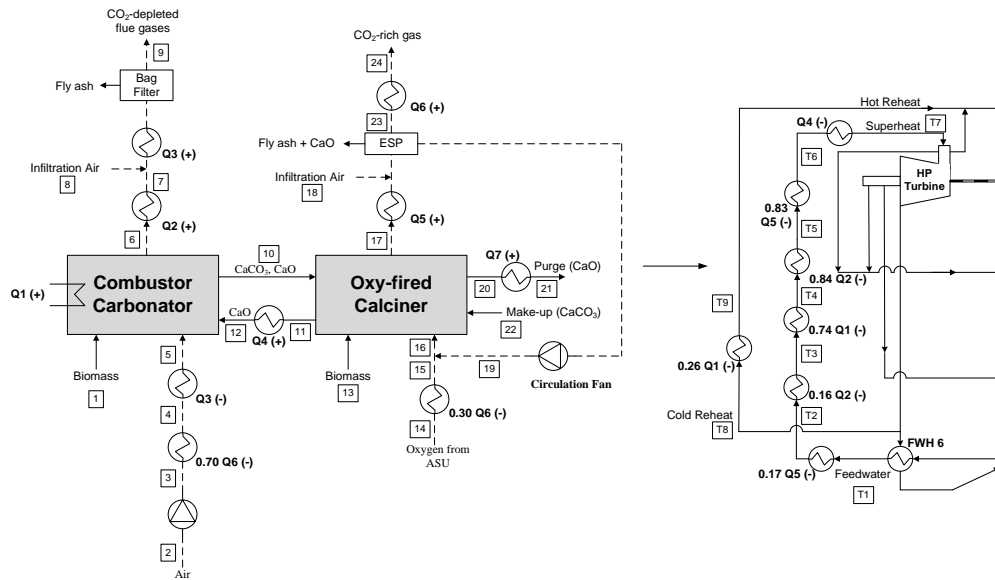 CO₂-depleted
flue gases
9
Fly ash
Bag
Filter
Q3 (+)
Infiltration Air
8
7
Q2 (+)
6
Combustor
Carbonator
Q1 (+)
Biomass
1
5
Q3 (-)
4
0.70 Q6 (-)
3
2
Air
10
CaCO₃, CaO
CaO
12
11
Q4 (+)
CO₂-rich gas
24
Q6 (+)
23
ESP
Fly ash + CaO
Infiltration Air
18
Q5 (+)
17
Oxy-fired
Calciner
Q7 (+)
Purge (CaO)
20
21
Make-up (CaCO₃)
22
Biomass
13
16
15
19
Circulation Fan
0.30 Q6 (-)
14
Oxygen from
ASU
Hot Reheat
Q4 (-)
Superheat
T7
T6
HP
Turbine
0.83
Q5 (-)
T5
0.84 Q2 (-)
T4
T9
0.74 Q1 (-)
T3
0.26 Q1 (-)
0.16 Q2 (-)
Cold Reheat
T8
T2
FWH 6
0.17 Q5 (-)
Feedwater
T1